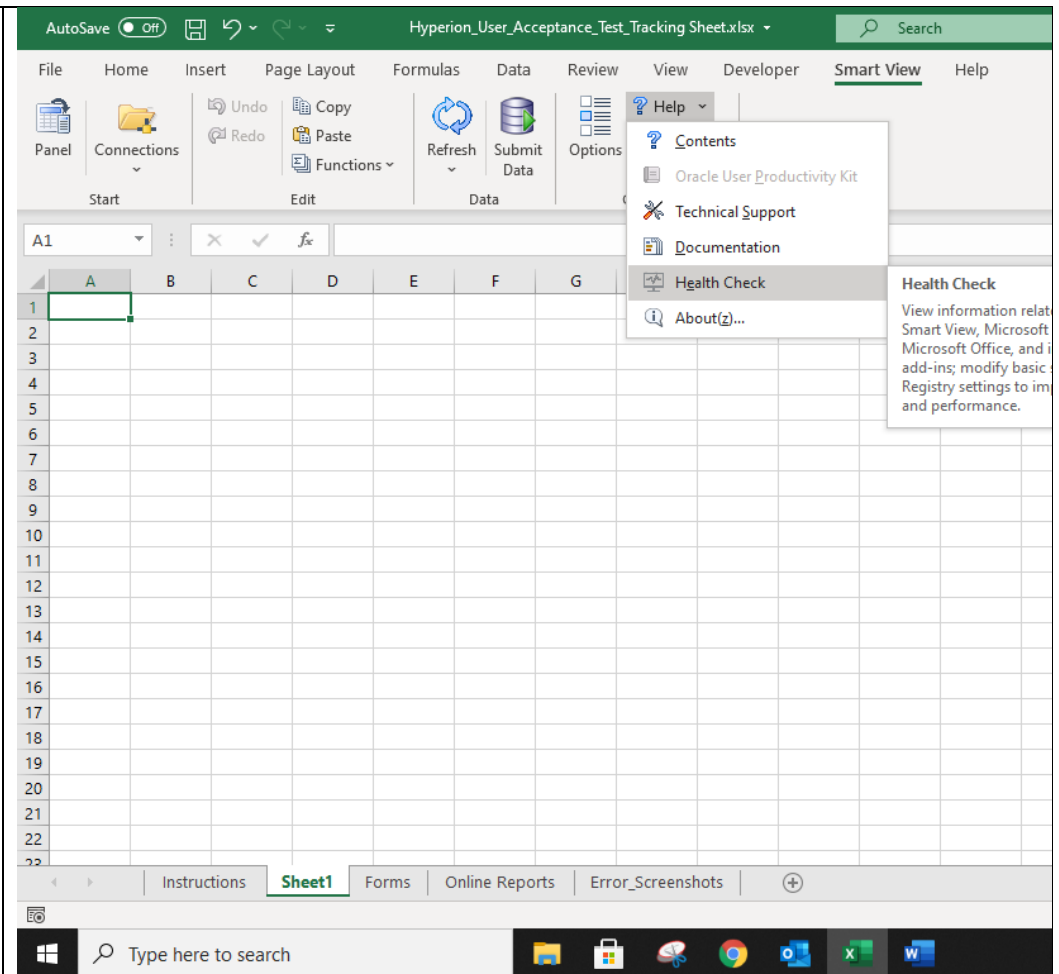 AutoSave Off Hyperion_User_Acceptance_Test_Tracking Sheet.xlsx Search
File Home Insert Page Layout Formulas Data Review View Developer Smart View Help
Undo Copy Help
Redo Paste
Panel Connections Functions Refresh Submit Data Options
Start Edit Data
Contents
Oracle User Productivity Kit
Technical Support
Documentation
Health Check
About(z)...
A1 fx
Health Check
View information relat
Smart View, Microsoft
Microsoft Office, and i
add-ins; modify basic s
Registry settings to imp
and performance.
A B C D E F G
1
2
3
4
5
6
7
8
9
10
11
12
13
14
15
16
17
18
19
20
21
22
23
Instructions Sheet1 Forms Online Reports Error_Screenshots
Type here to search